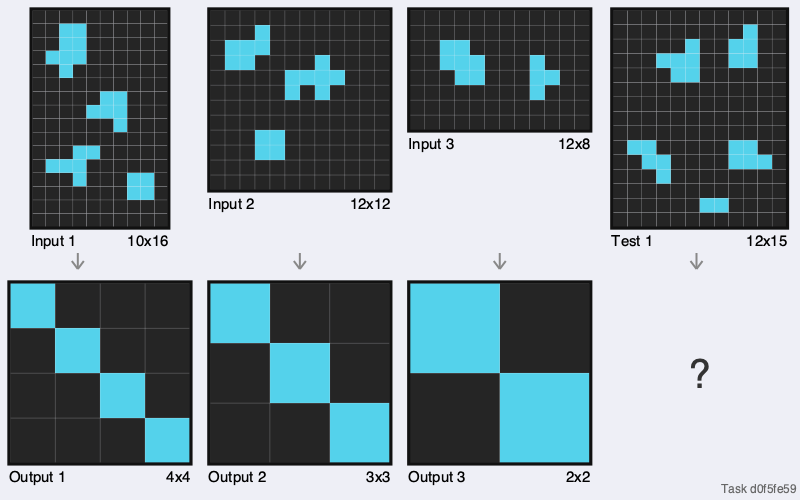 Input 1 10x16
Input 2 12x12
Input 3 12x8
Test 1 12x15
?
Output 1 4x4
Output 2 3x3
Output 3 2x2
Task d0f5fe59